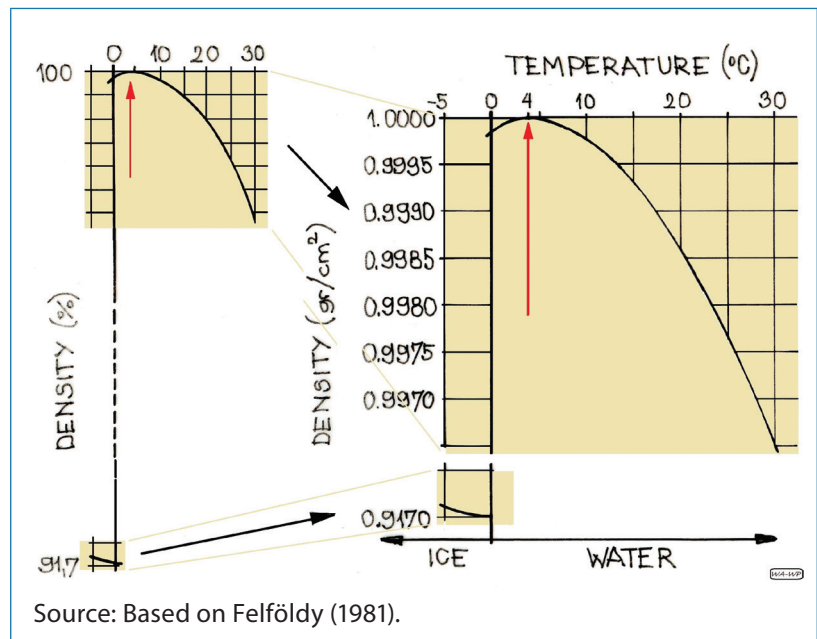 0 10 20 30
100
DENSITY (%)
91,7
TEMPERATURE (°C)
-5 0 4 10 20 30
1.0000
0.9995
0.9990
0.9985
0.9980
0.9975
0.9970
0.9170
DENSITY (gr/cm²)
ICE WATER
WA-WP
Source: Based on Felföldy (1981).